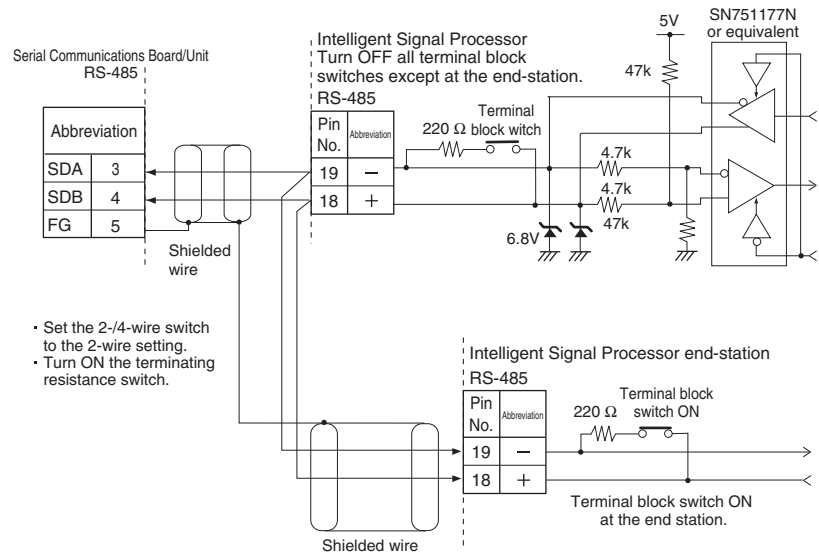 Serial Communications Board/Unit
RS-485
Abbreviation
SDA 3
SDB 4
FG 5
Shielded
wire
Intelligent Signal Processor
Turn OFF all terminal block
switches except at the end-station.
RS-485
Pin
No.
Abbreviation
19 −
18 +
Terminal
block witch
220 Ω
5V
47k
SN751177N
or equivalent
4.7k
4.7k
47k
6.8V
· Set the 2-/4-wire switch
to the 2-wire setting.
· Turn ON the terminating
resistance switch.
Intelligent Signal Processor end-station
RS-485
Pin
No.
Abbreviation
19 −
18 +
Terminal block
switch ON
220 Ω
Terminal block switch ON
at the end station.
Shielded wire